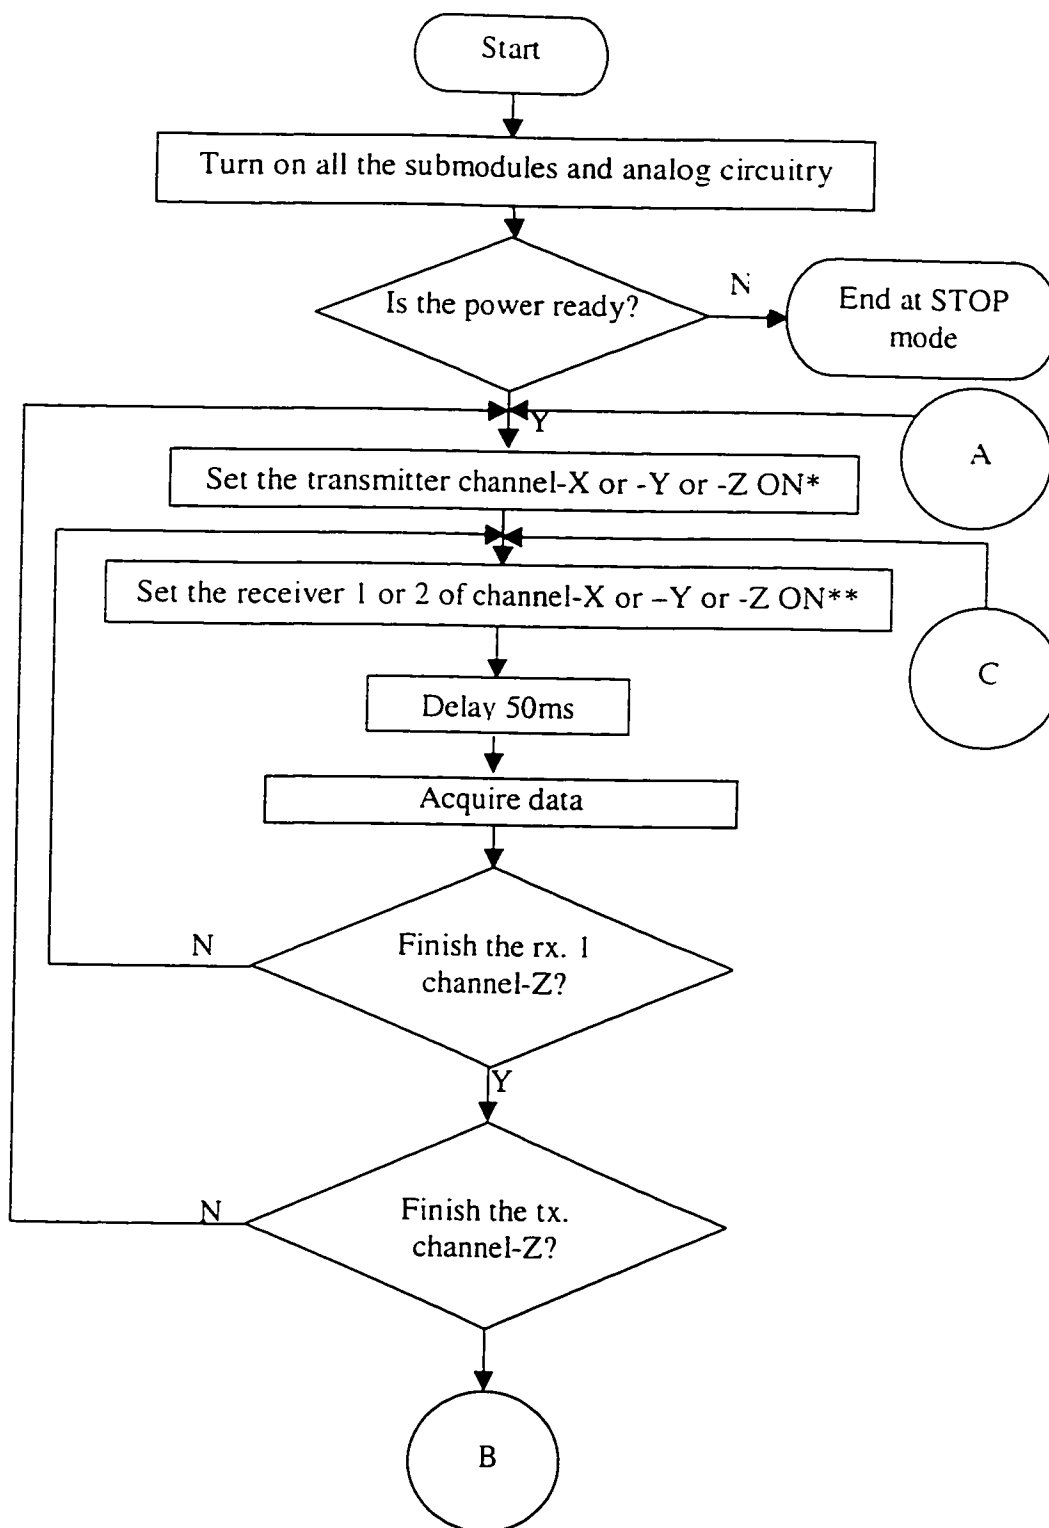 Start
Turn on all the submodules and analog circuitry
Is the power ready?
N
End at STOP
mode
Y
A
Set the transmitter channel-X or -Y or -Z ON*
Set the receiver 1 or 2 of channel-X or –Y or -Z ON**
C
Delay 50ms
Acquire data
N
Finish the rx. 1
channel-Z?
Y
N
Finish the tx.
channel-Z?
B